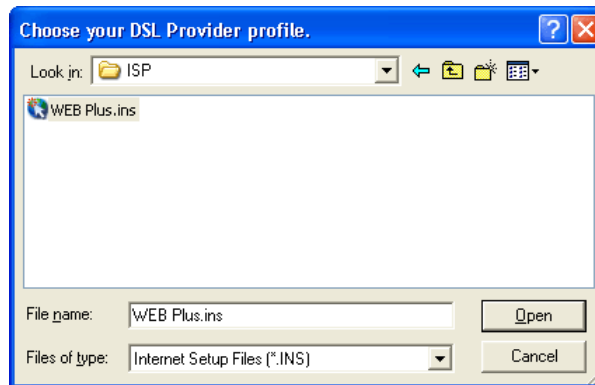 Choose your DSL Provider profile.
Look in: ISP
WEB Plus.ins
File name: WEB Plus.ins Open
Files of type: Internet Setup Files (*.INS) Cancel